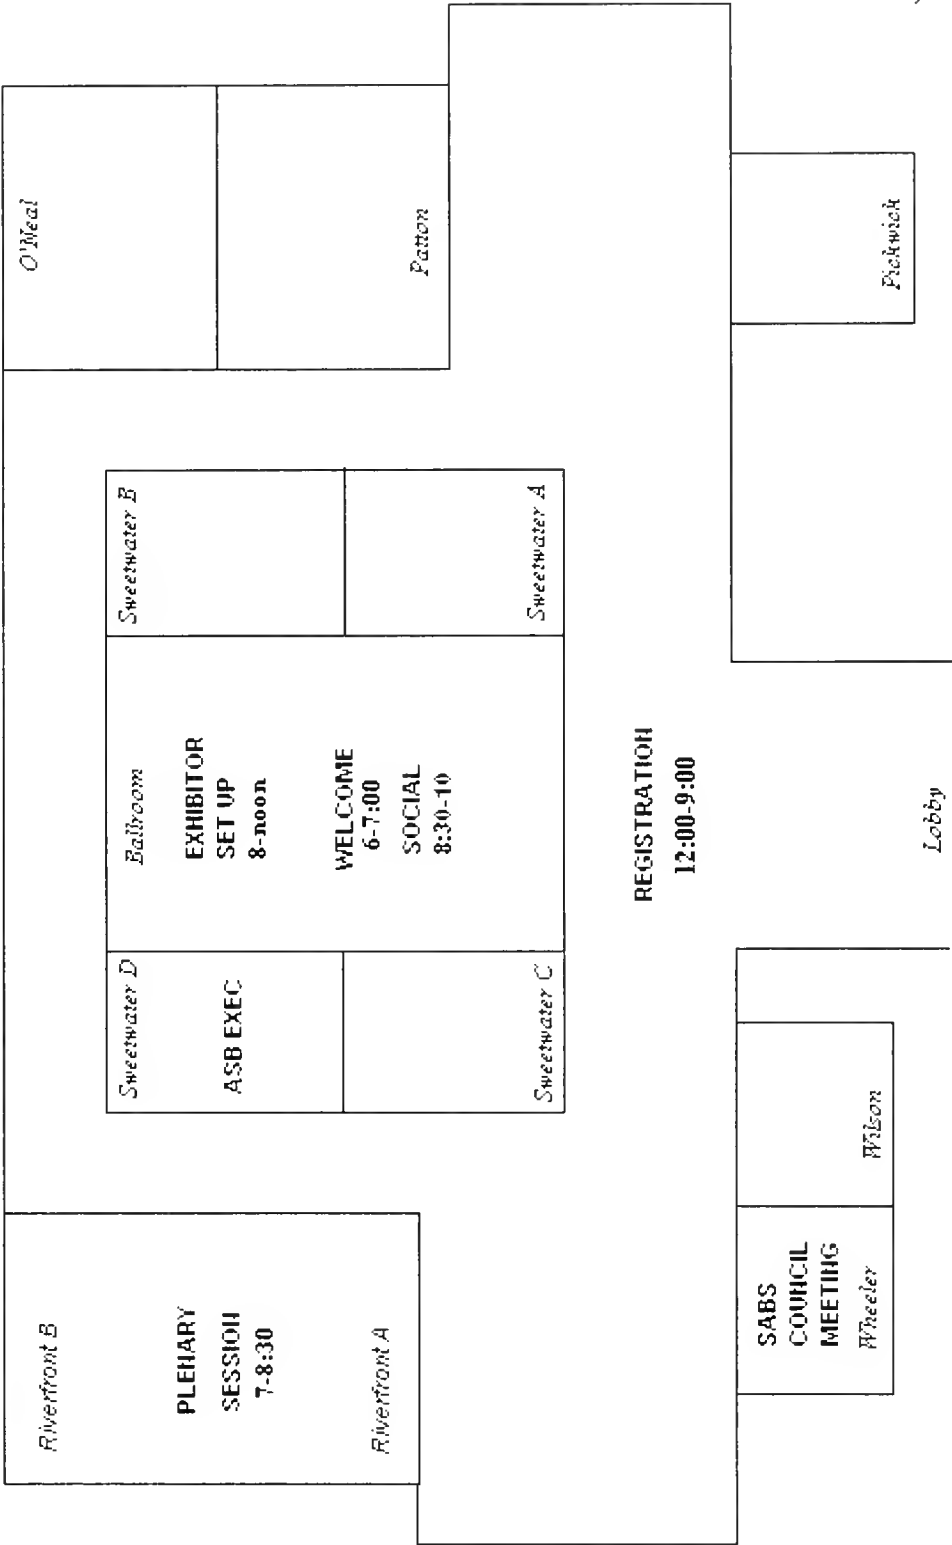 Riverfront B
PLENARY
SESSION
7-8:30
Riverfront A
Sweetwater D
ASB EXEC
Sweetwater C
Ballroom
EXHIBITOR
SET UP
8-noon
WELCOME
6-7:00
SOCIAL
8:30-10
Sweetwater B
Sweetwater A
O'Neal
Patton
REGISTRATION
12:00-9:00
SABS
COUNCIL
MEETING
Wheeler
Wilson
Lobby
Pickwick